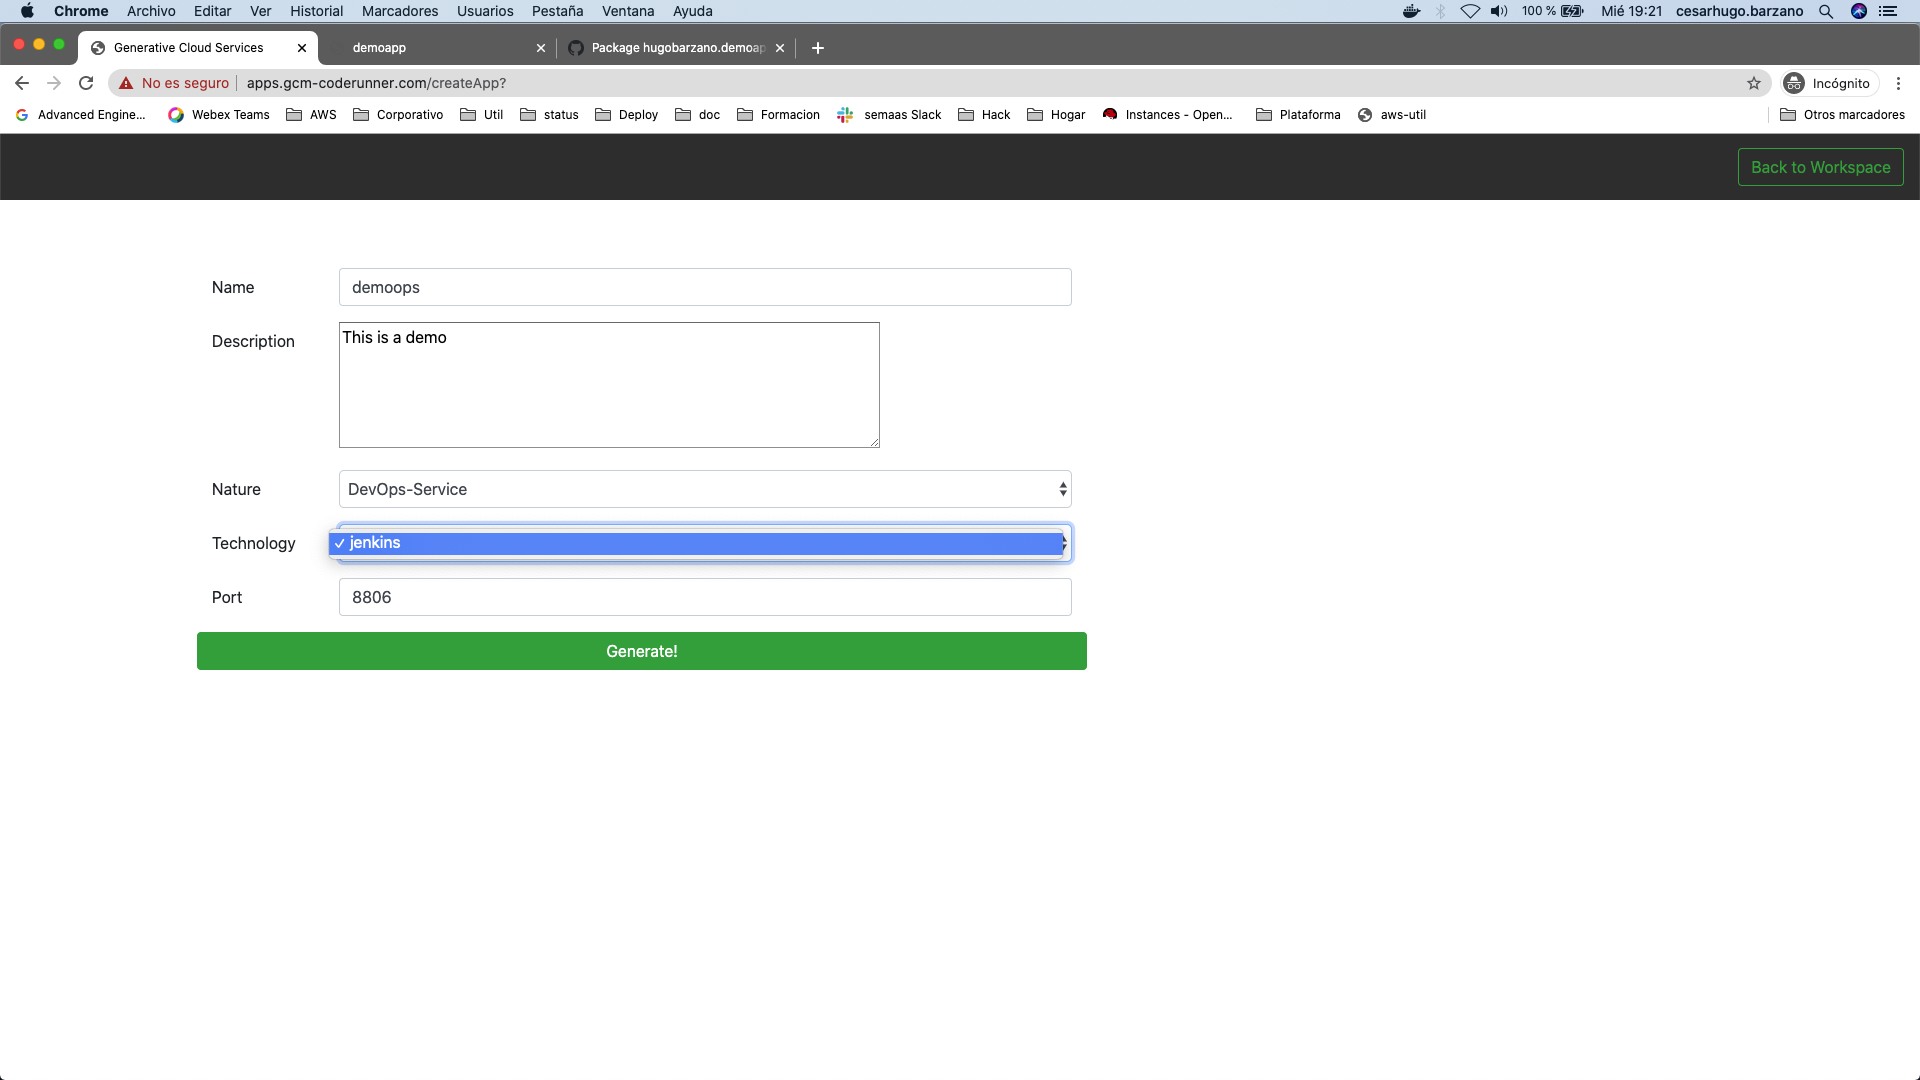 Chrome Archivo Editar Ver Historial Marcadores Usuarios Pestaña Ventana Ayuda 100 % Mié 19:21 cesarhugo.barzano
Generative Cloud Services demoapp Package hugobarzano.demoap
No es seguro apps.gcm-coderunner.com/createApp? Incógnito
Advanced Engine... Webex Teams AWS Corporativo Util status Deploy doc Formacion semaas Slack Hack Hogar Instances - Open... Plataforma aws-util Otros marcadores
Back to Workspace
Name demoops
Description This is a demo
Nature DevOps-Service
Technology ✓ jenkins
Port 8806
Generate!